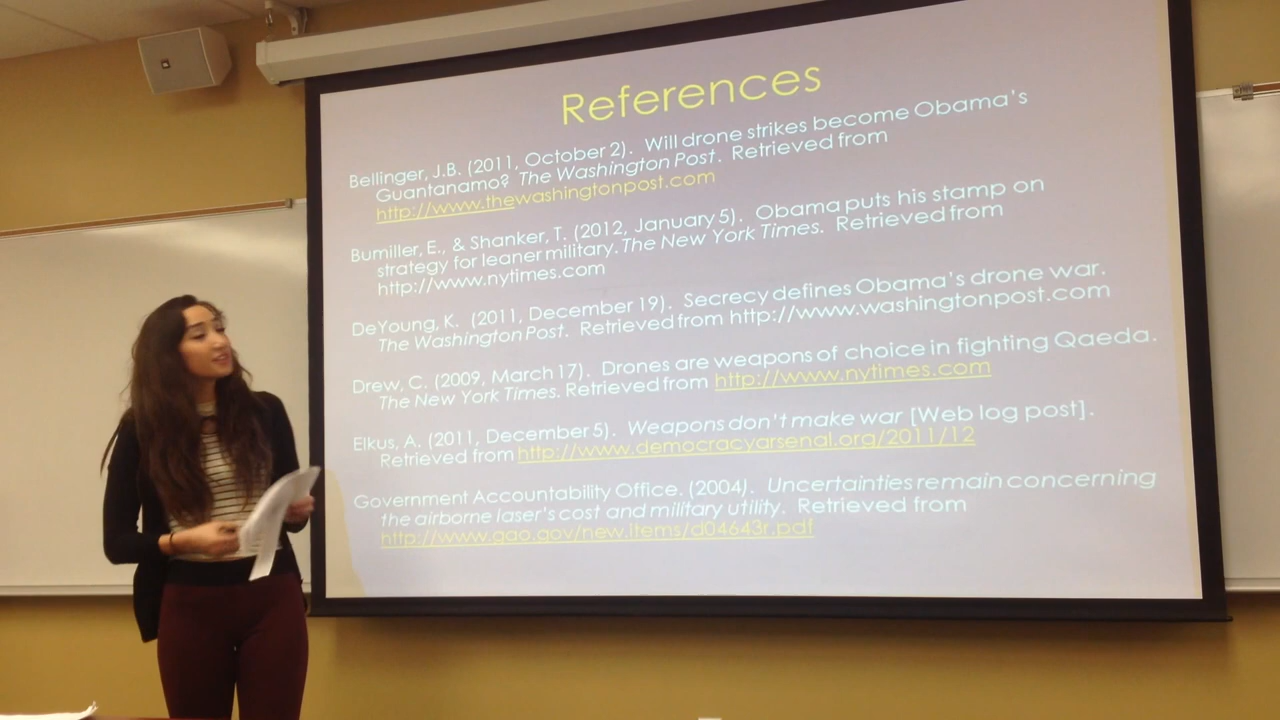 References
Bellinger, J.B. (2011, October 2). Will drone strikes become Obama's
Guantanamo? The Washington Post. Retrieved from
http://www.thewashingtonpost.com
Bumiller, E., & Shanker, T. (2012, January 5). Obama puts his stamp on
strategy for leaner military. The New York Times. Retrieved from
http://www.nytimes.com
DeYoung, K. (2011, December 19). Secrecy defines Obama's drone war.
The Washington Post. Retrieved from http://www.washingtonpost.com
Drew, C. (2009, March 17). Drones are weapons of choice in fighting Qaeda.
The New York Times. Retrieved from http://www.nytimes.com
Elkus, A. (2011, December 5). Weapons don't make war [Web log post].
Retrieved from http://www.democracyarsenal.org/2011/12
Government Accountability Office. (2004). Uncertainties remain concerning
the airborne laser's cost and military utility. Retrieved from
http://www.gao.gov/new.items/d04643r.pdf